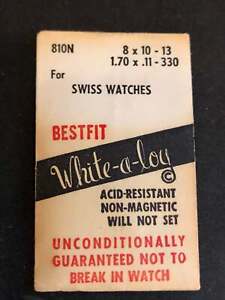 810N 8 x 10 - 13
1.70 x .11 - 330
For
SWISS WATCHES
BESTFIT
White-a-loy
©
ACID-RESISTANT
NON-MAGNETIC
WILL NOT SET
UNCONDITIONALLY
GUARANTEED NOT TO
BREAK IN WATCH